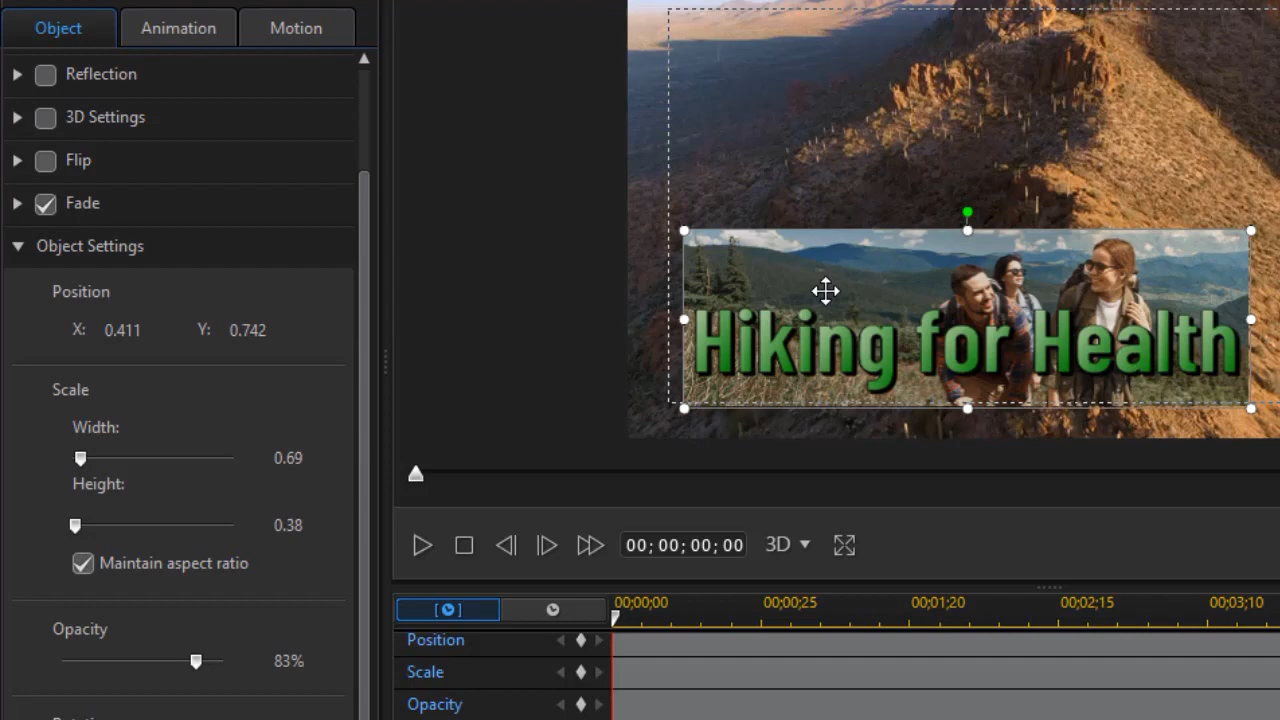 Object
Animation
Motion
Reflection
3D Settings
Flip
Fade
Object Settings
Position
X: 0.411 Y: 0.742
Scale
Width:
0.69
Height:
0.38
Maintain aspect ratio
Opacity
83%
Hiking for Health
00;00;00;00 3D
00;00;00 00;00;25 00;01;20 00;02;15 00;03;10
Position
Scale
Opacity